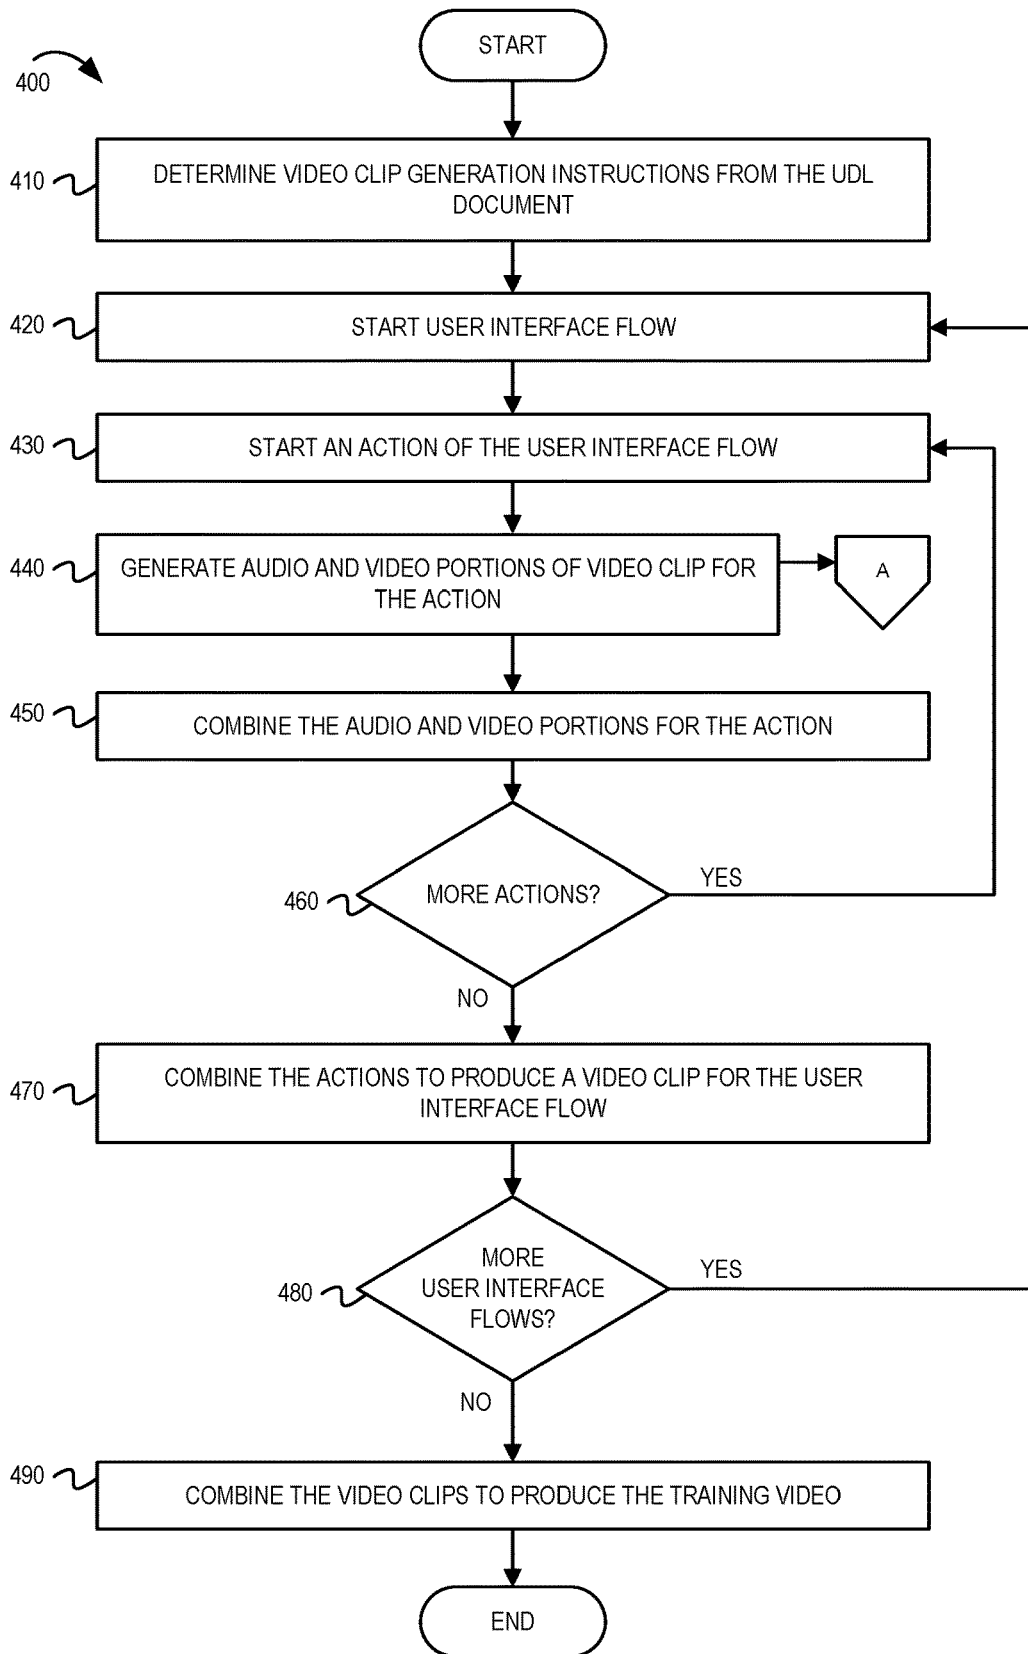 START
400
410
DETERMINE VIDEO CLIP GENERATION INSTRUCTIONS FROM THE UDL
DOCUMENT
420
START USER INTERFACE FLOW
430
START AN ACTION OF THE USER INTERFACE FLOW
440
GENERATE AUDIO AND VIDEO PORTIONS OF VIDEO CLIP FOR
THE ACTION
A
450
COMBINE THE AUDIO AND VIDEO PORTIONS FOR THE ACTION
460
MORE ACTIONS?
YES
NO
470
COMBINE THE ACTIONS TO PRODUCE A VIDEO CLIP FOR THE USER
INTERFACE FLOW
480
MORE
USER INTERFACE
FLOWS?
YES
NO
490
COMBINE THE VIDEO CLIPS TO PRODUCE THE TRAINING VIDEO
END